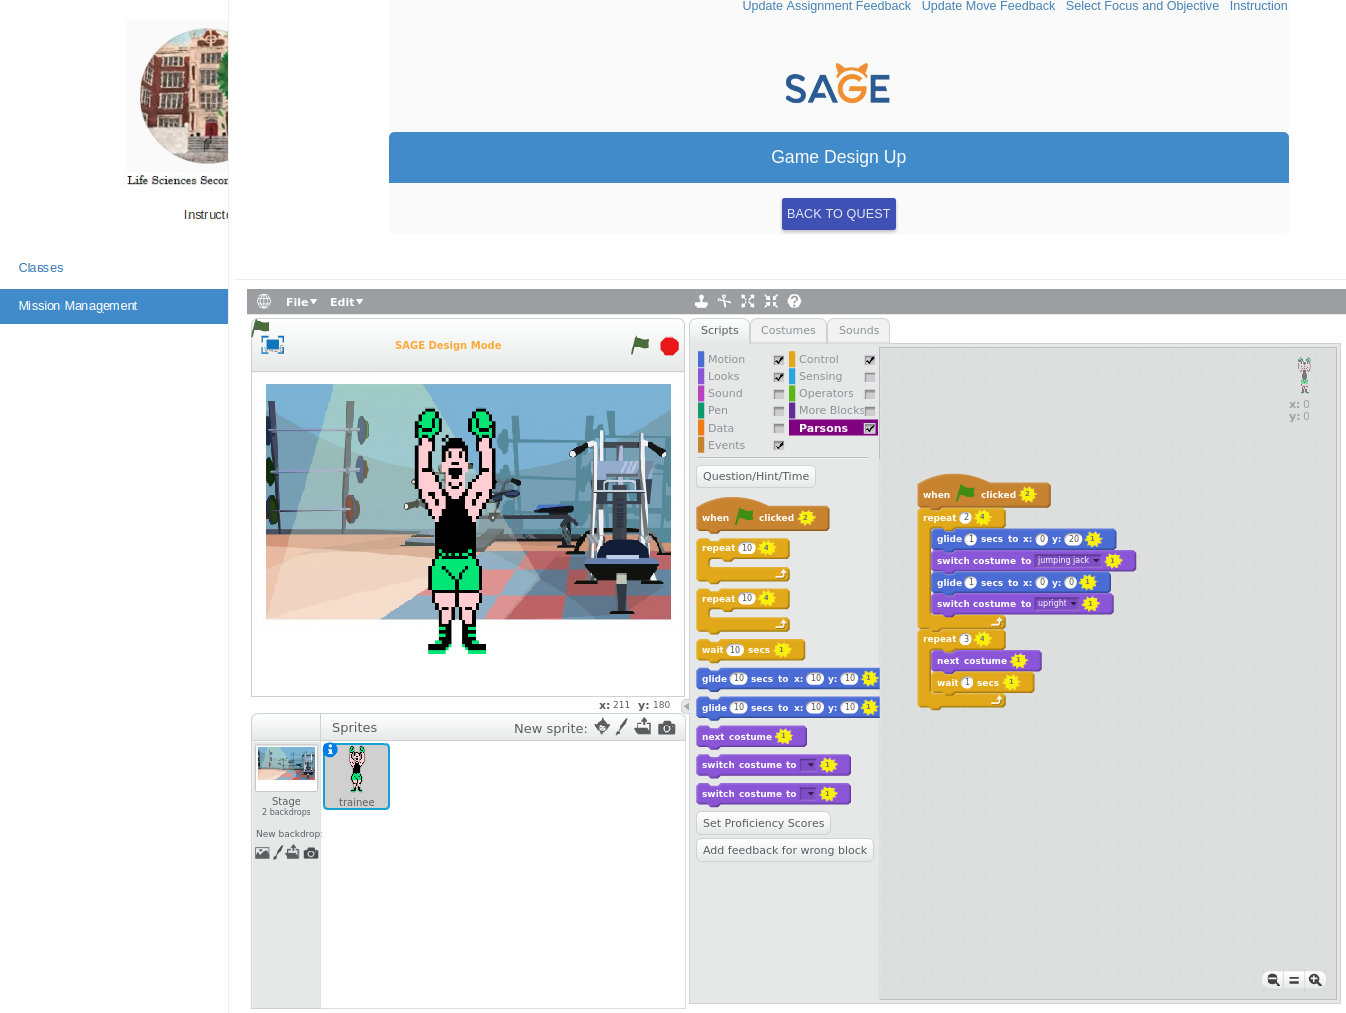 Update Assignment Feedback Update Move Feedback Select Focus and Objective Instruction
SAGE
Game Design Up
BACK TO QUEST
Life Sciences Secon
Instructo
Classes
Mission Management
File Edit
SAGE Design Mode
x: 211 y: 180
Sprites New sprite:
Stage
2 backdrops
New backdrop:
trainee
Scripts Costumes Sounds
Motion Control
Looks Sensing
Sound Operators
Pen More Blocks
Data Parsons
Events
Question/Hint/Time
when clicked 2
repeat 10 4
repeat 10 4
wait 10 secs 1
glide 10 secs to x: 10 y: 10 1
glide 10 secs to x: 10 y: 10 1
next costume 1
switch costume to 1
switch costume to 1
Set Proficiency Scores
Add feedback for wrong block
x: 0
y: 0
when clicked 2
repeat 2 4
glide 1 secs to x: 0 y: 20 1
switch costume to jumping jack 1
glide 1 secs to x: 0 y: 0 1
switch costume to upright 1
repeat 3 4
next costume 1
wait 1 secs 1